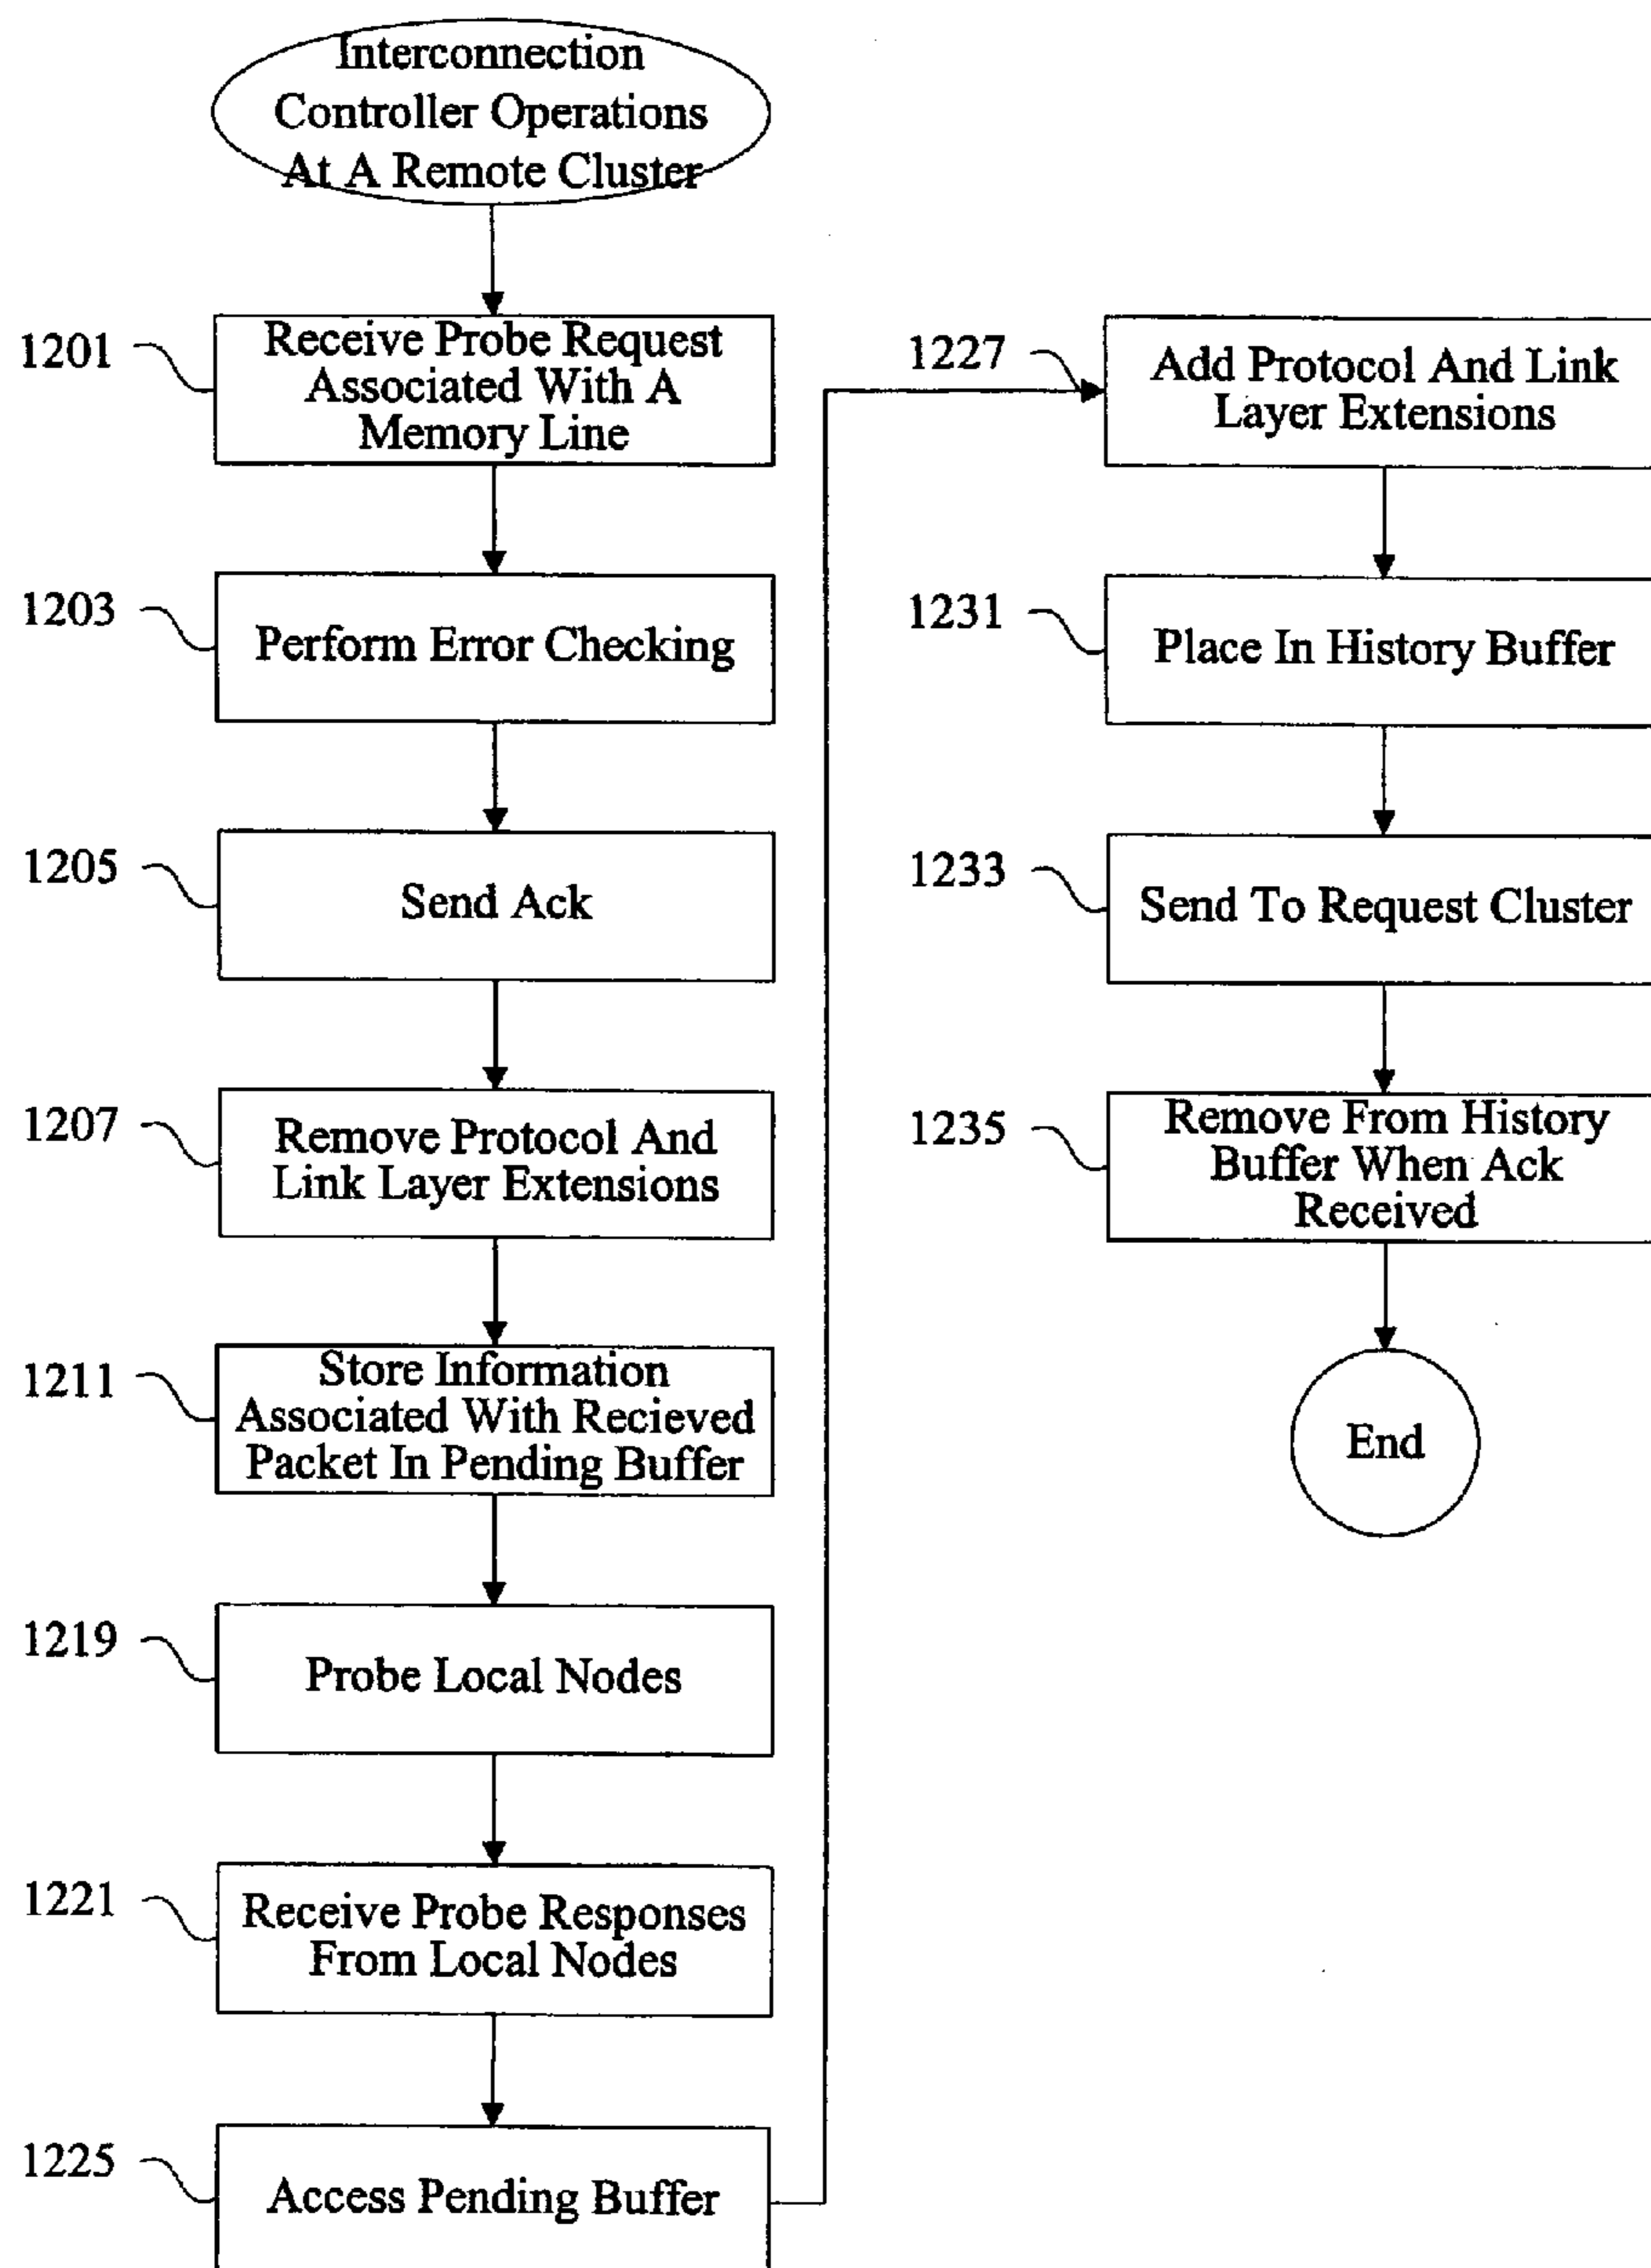 Interconnection
Controller Operations
At A Remote Cluster
1201
Receive Probe Request
Associated With A
Memory Line
1203
Perform Error Checking
1205
Send Ack
1207
Remove Protocol And
Link Layer Extensions
1211
Store Information
Associated With Recieved
Packet In Pending Buffer
1219
Probe Local Nodes
1221
Receive Probe Responses
From Local Nodes
1225
Access Pending Buffer
1227
Add Protocol And Link
Layer Extensions
1231
Place In History Buffer
1233
Send To Request Cluster
1235
Remove From History
Buffer When Ack
Received
End